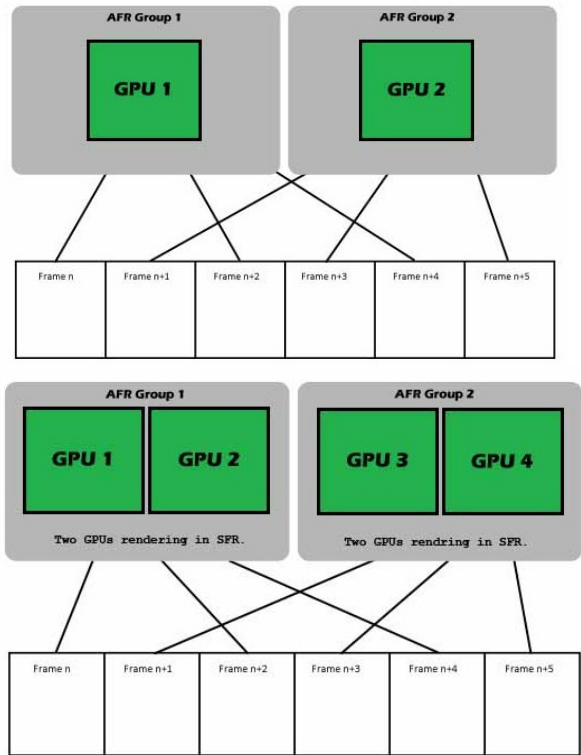 AFR Group 1
AFR Group 2
GPU 1
GPU 2
Frame n
Frame n+1
Frame n+2
Frame n+3
Frame n+4
Frame n+5
AFR Group 1
AFR Group 2
GPU 1
GPU 2
GPU 3
GPU 4
Two GPUs rendering in SFR.
Two GPUs rendring in SFR.
Frame n
Frame n+1
Frame n+2
Frame n+3
Frame n+4
Frame n+5